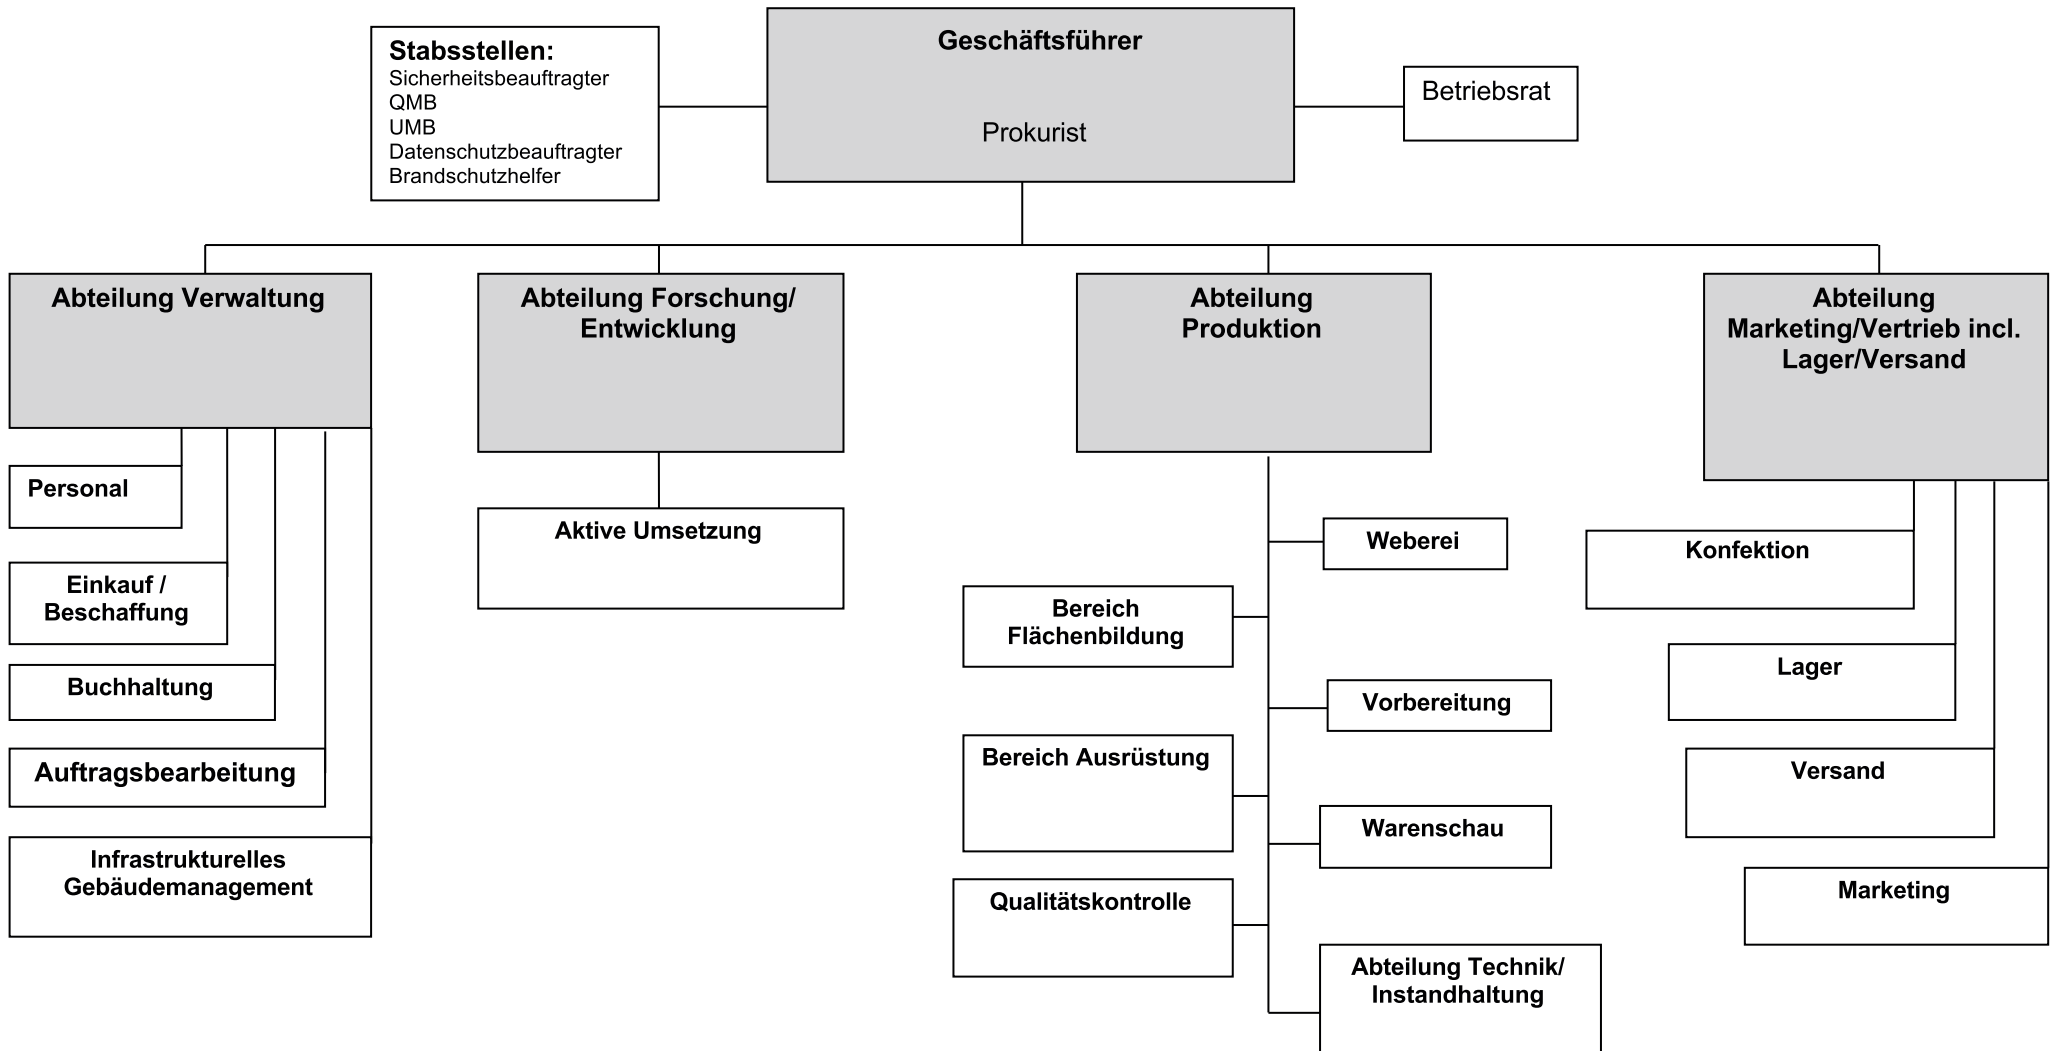 Stabsstellen:
Sicherheitsbeauftragter
QMB
UMB
Datenschutzbeauftragter
Brandschutzhelfer
Geschäftsführer
Prokurist
Betriebsrat
Abteilung Verwaltung
Abteilung Forschung/
Entwicklung
Abteilung
Produktion
Abteilung
Marketing/Vertrieb incl.
Lager/Versand
Personal
Einkauf /
Beschaffung
Buchhaltung
Auftragsbearbeitung
Infrastrukturelles
Gebäudemanagement
Aktive Umsetzung
Weberei
Bereich
Flächenbildung
Vorbereitung
Bereich Ausrüstung
Warenschau
Qualitätskontrolle
Abteilung Technik/
Instandhaltung
Konfektion
Lager
Versand
Marketing